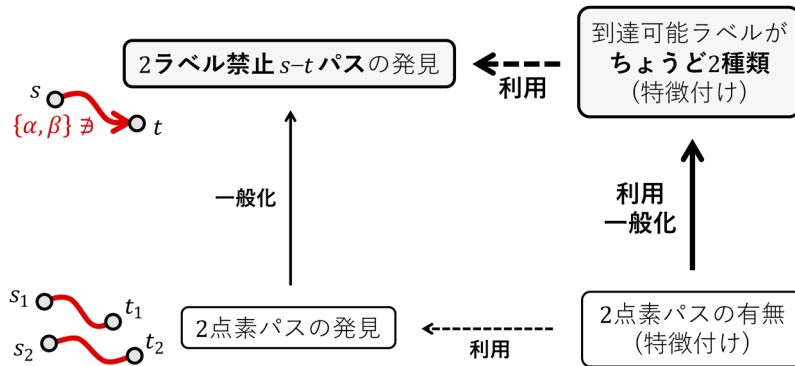 2ラベル禁止 s–t パスの発見
到達可能ラベルが
ちょうど2種類
(特徴付け)
利用
s
{α, β} ∌
t
一般化
利用
一般化
s₁
t₁
s₂
t₂
2点素パスの発見
利用
2点素パスの有無
(特徴付け)